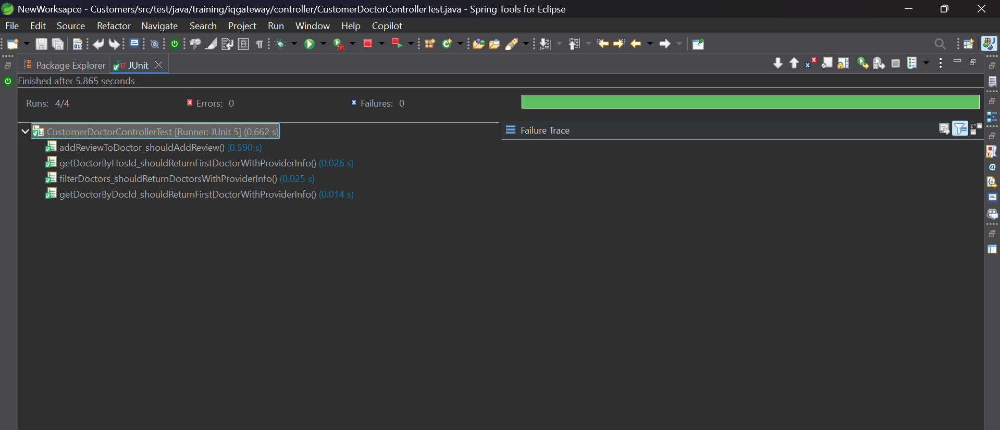 NewWorksapce - Customers/src/test/java/training/iqgateway/controller/CustomerDoctorControllerTest.java - Spring Tools for Eclipse
File Edit Source Refactor Navigate Search Project Run Window Help Copilot
Package Explorer JUnit
Finished after 5.865 seconds
Runs: 4/4 Errors: 0 Failures: 0
CustomerDoctorControllerTest [Runner: JUnit 5] (0.662 s)
Failure Trace
addReviewToDoctor_shouldAddReview() (0.590 s)
getDoctorByHosId_shouldReturnFirstDoctorWithProviderInfo() (0.026 s)
filterDoctors_shouldReturnDoctorsWithProviderInfo() (0.025 s)
getDoctorByDocId_shouldReturnFirstDoctorWithProviderInfo() (0.014 s)